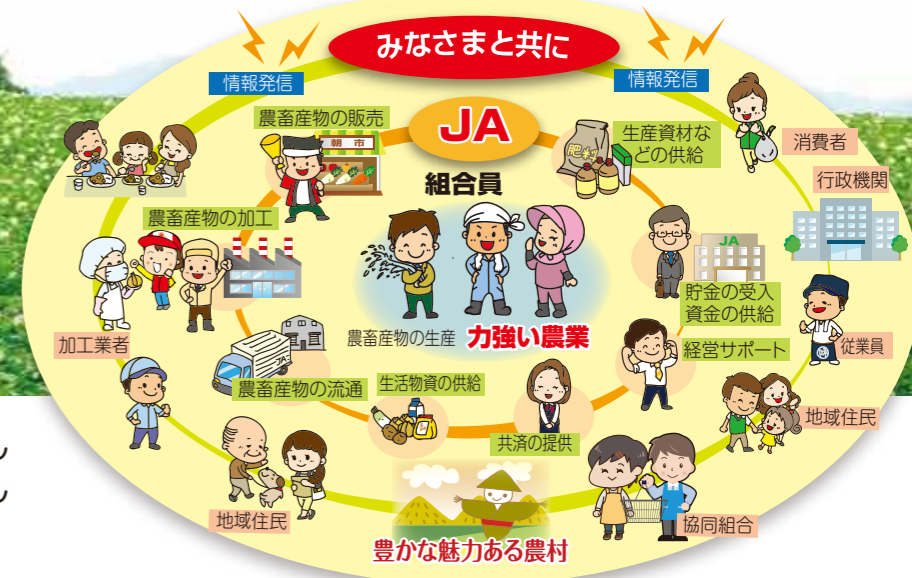 みなさまと共に
情報発信
情報発信
農畜産物の販売
朝市
JA
組合員
肥料
生産資材な
どの供給
消費者
行政機関
農畜産物の加工
JA
貯金の受入
資金の供給
農畜産物の生産
力強い農業
加工業者
経営サポート
従業員
農畜産物の流通
生活物資の供給
共済の提供
地域住民
地域住民
協同組合
豊かな魅力ある農村
し
し